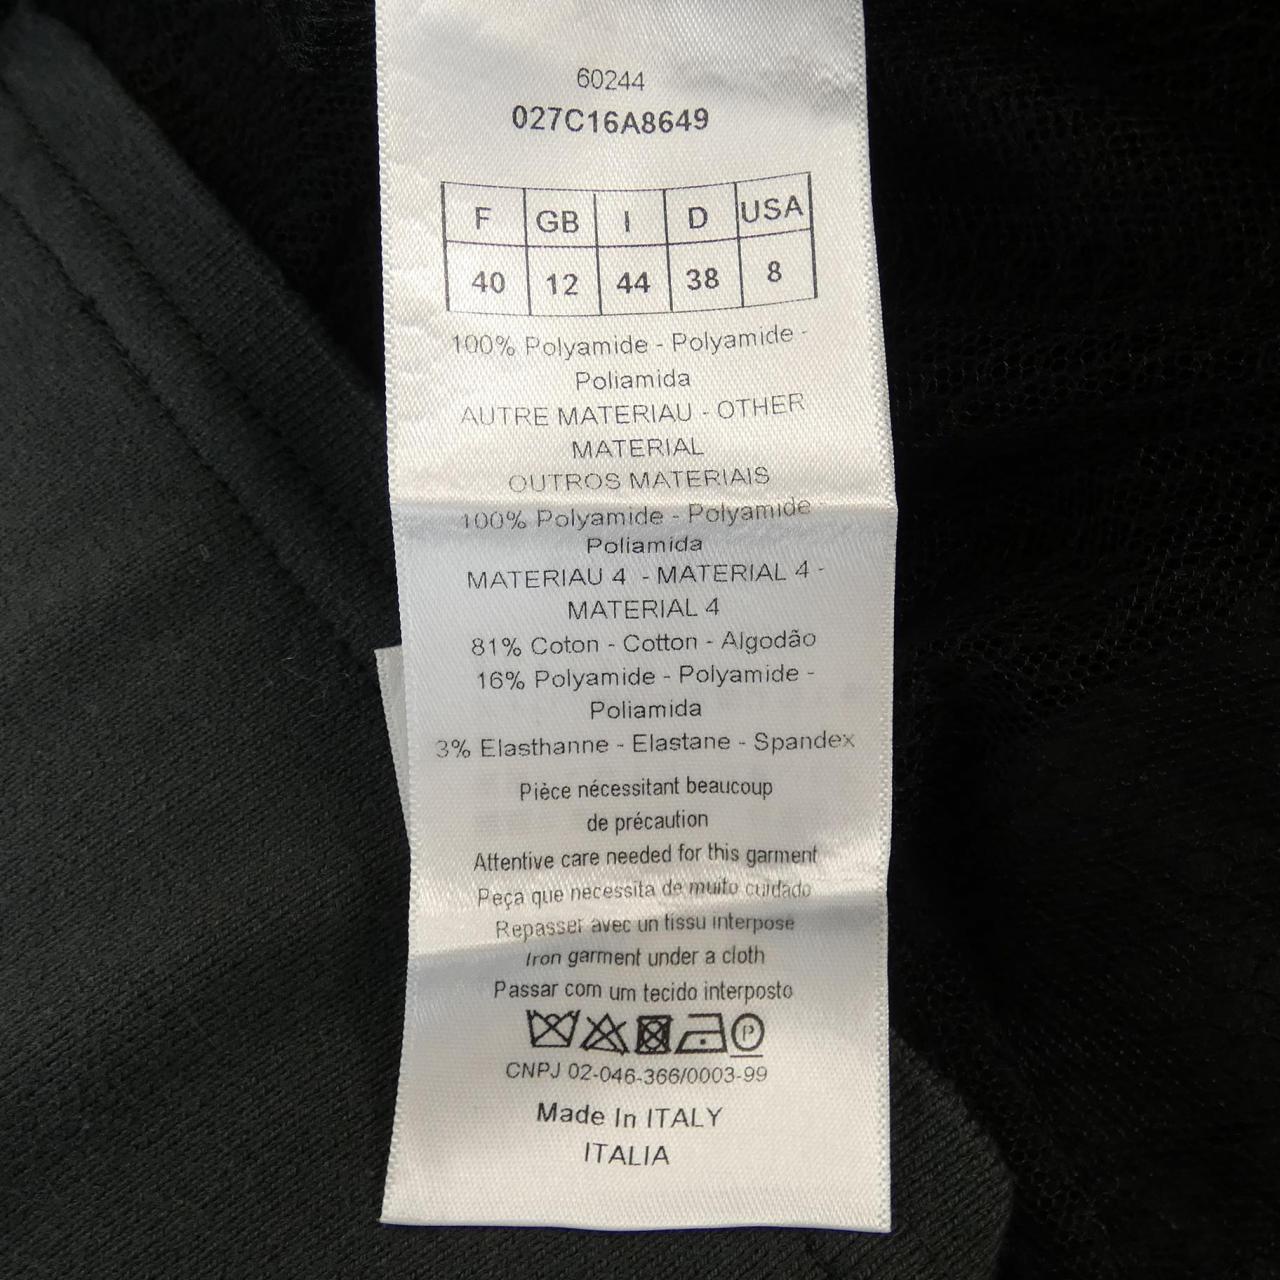 60244
027C16A8649
F GB I D USA
40 12 44 38 8
100% Polyamide - Polyamide -
Poliamida
AUTRE MATERIAU - OTHER
MATERIAL
OUTROS MATERIAIS
100% Polyamide - Polyamide
Poliamida
MATERIAU 4 - MATERIAL 4 -
MATERIAL 4
81% Coton - Cotton - Algodão
16% Polyamide - Polyamide -
Poliamida
3% Elasthanne - Elastane - Spandex
Pièce nécessitant beaucoup
de précaution
Attentive care needed for this garment
Peça que necessita de muito cuidado
Repasser avec un tissu interpose
Iron garment under a cloth
Passar com um tecido interposto
P
CNPJ 02-046-366/0003-99
Made In ITALY
ITALIA